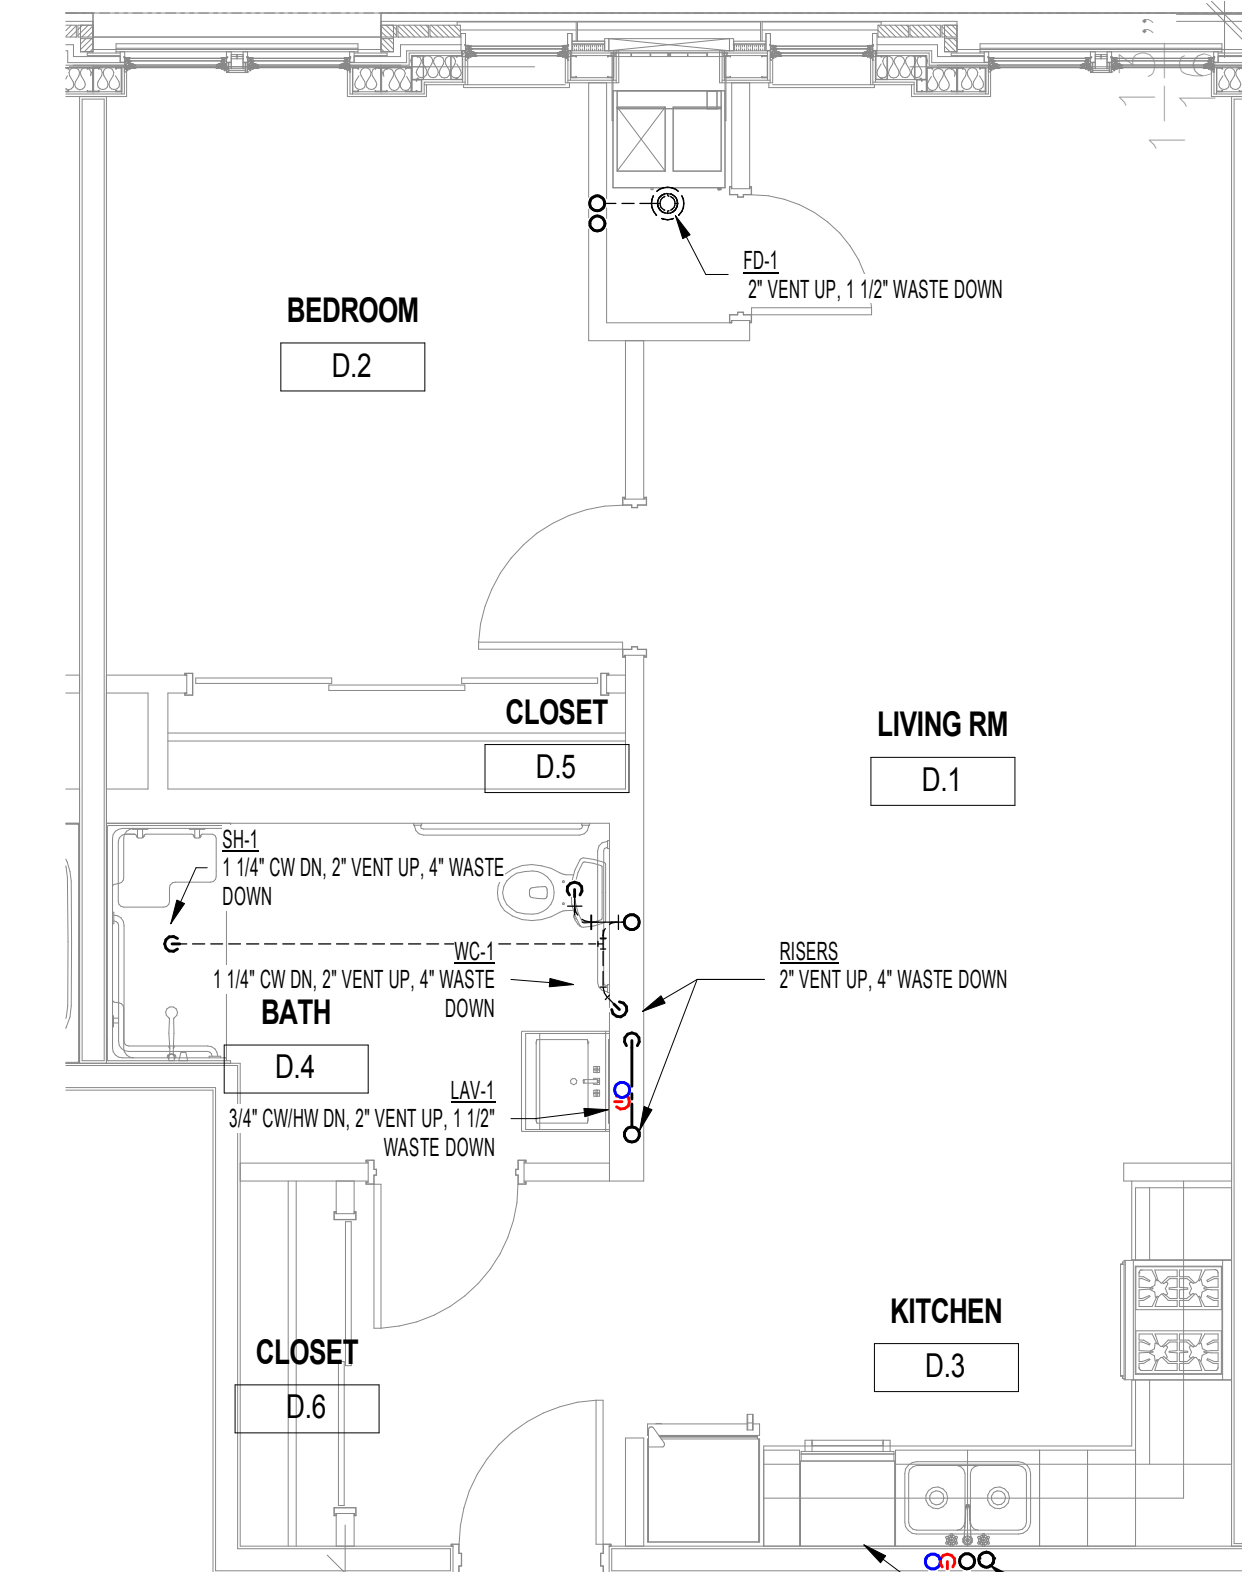 FD-1
2" VENT UP, 1 1/2" WASTE DOWN
BEDROOM
D.2
CLOSET
D.5
LIVING RM
D.1
SH-1
1 1/4" CW DN, 2" VENT UP, 4" WASTE
DOWN
WC-1
1 1/4" CW DN, 2" VENT UP, 4" WASTE
DOWN
RISERS
2" VENT UP, 4" WASTE DOWN
BATH
D.4
LAV-1
3/4" CW/HW DN, 2" VENT UP, 1 1/2"
WASTE DOWN
KITCHEN
D.3
CLOSET
D.6